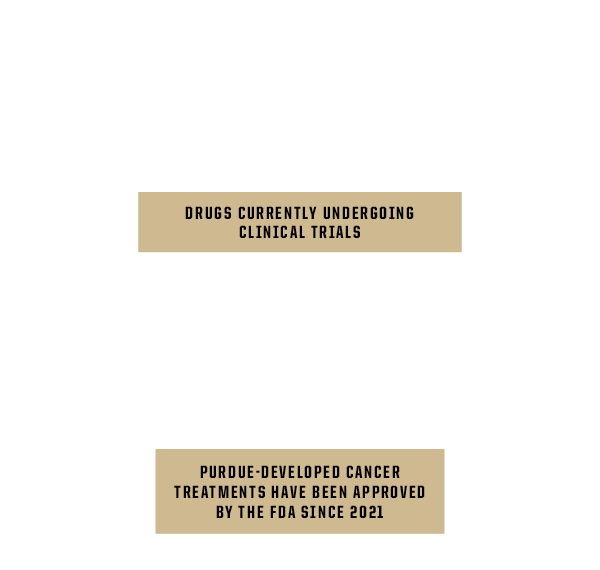 DRUGS CURRENTLY UNDERGOING
CLINICAL TRIALS
PURDUE-DEVELOPED CANCER
TREATMENTS HAVE BEEN APPROVED
BY THE FDA SINCE 2021